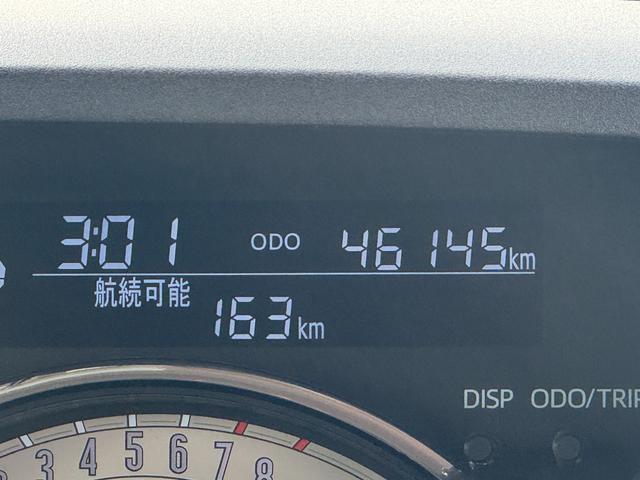 3:01 ODO 46145km
航続可能
163km
DISP ODO/TRIP
3 4 5 6 7 8